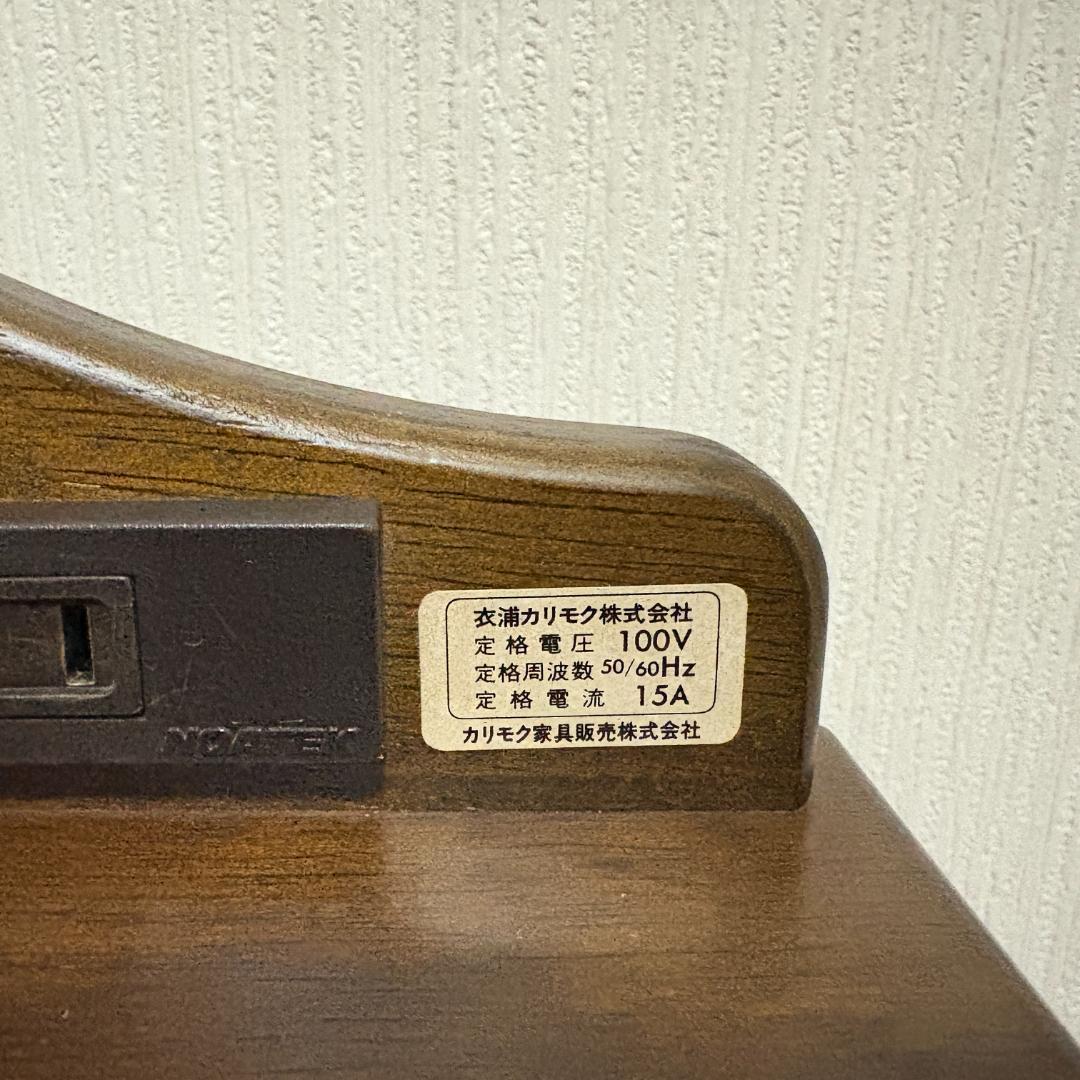 衣浦カリモク株式会社
定格電圧 100V
定格周波数 50/60Hz
定格電流 15A
カリモク家具販売株式会社
NOATEK